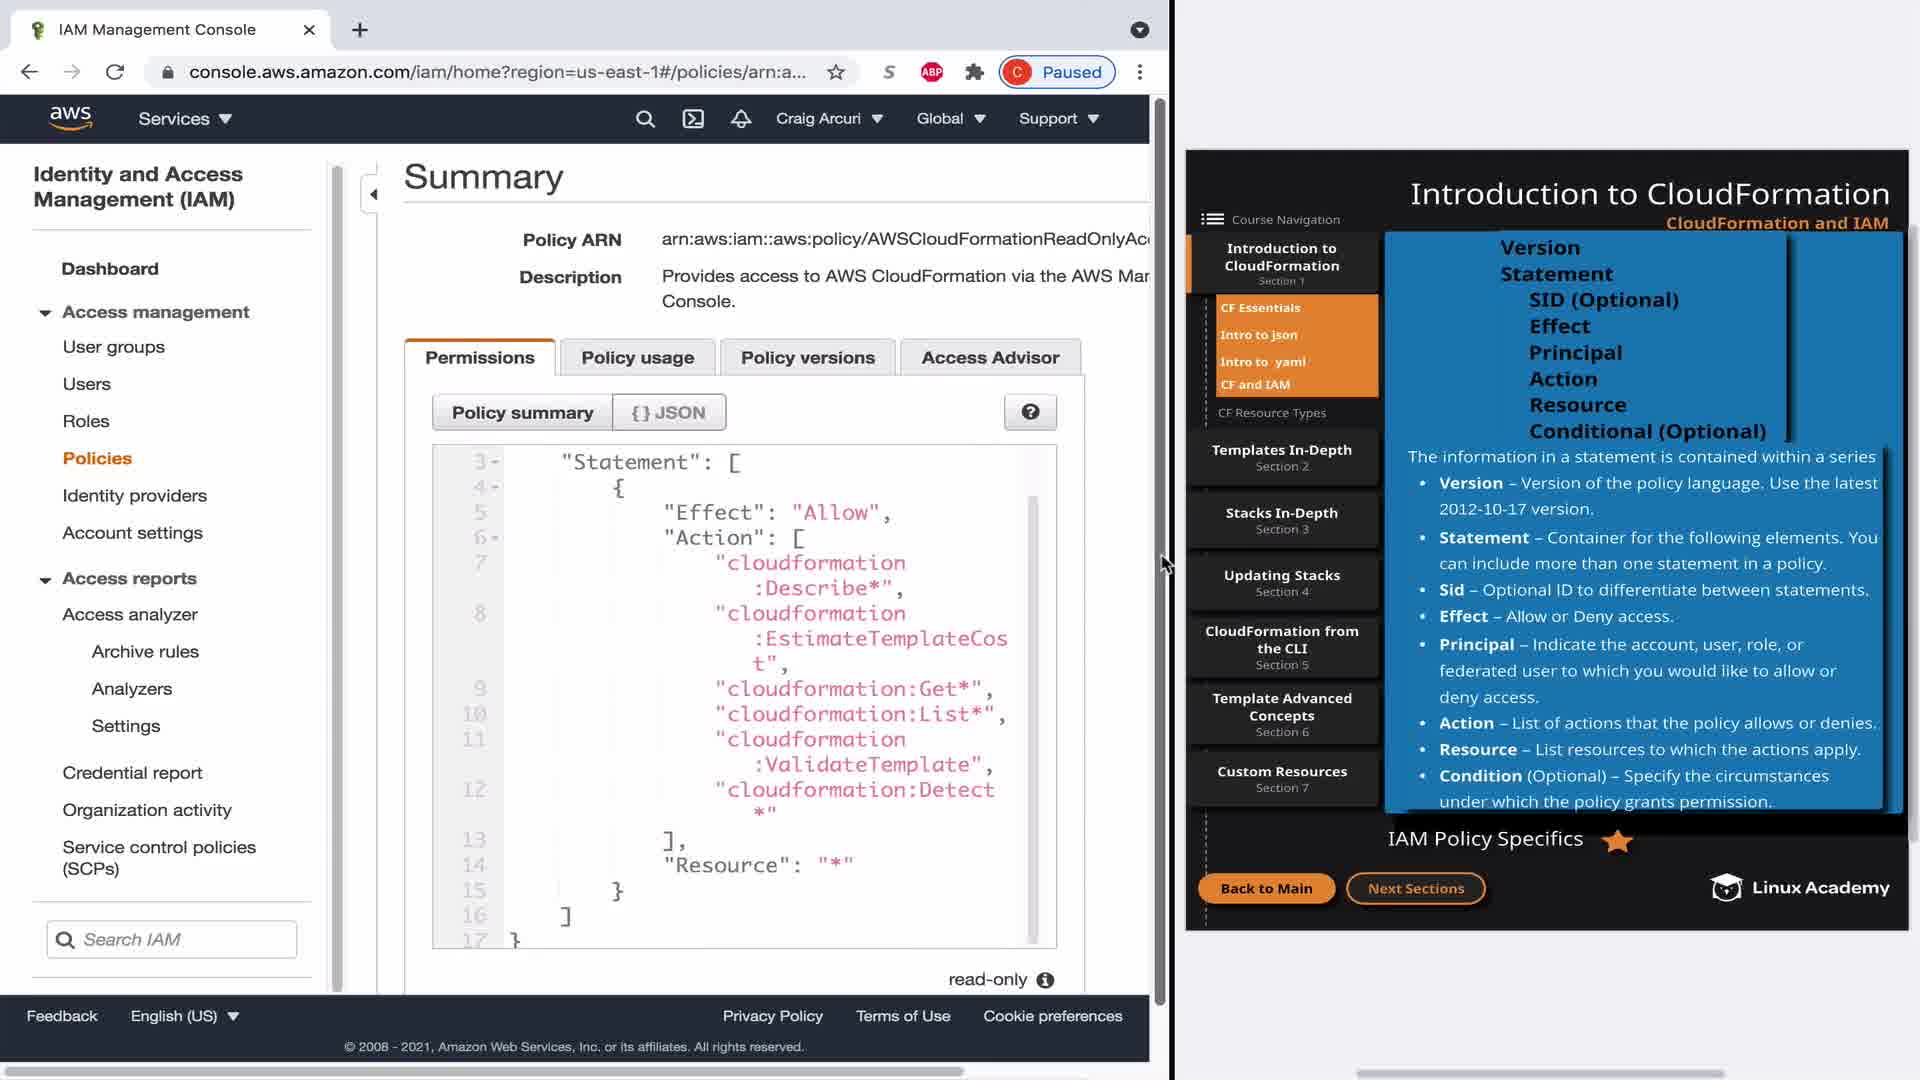 IAM Management Console
console.aws.amazon.com/iam/home?region=us-east-1#/policies/arn:a...
S
ABP
C Paused
aws
Services
Craig Arcuri
Global
Support
Identity and Access
Management (IAM)
Dashboard
Access management
User groups
Users
Roles
Policies
Identity providers
Account settings
Access reports
Access analyzer
Archive rules
Analyzers
Settings
Credential report
Organization activity
Service control policies
(SCPs)
Search IAM
Summary
Policy ARN arn:aws:iam::aws:policy/AWSCloudFormationReadOnlyAcc
Description Provides access to AWS CloudFormation via the AWS Man
Console.
Permissions
Policy usage
Policy versions
Access Advisor
Policy summary
{} JSON
?
3 "Statement": [
4 {
5 "Effect": "Allow",
6 "Action": [
7 "cloudformation
:Describe*",
8 "cloudformation
:EstimateTemplateCos
t",
9 "cloudformation:Get*",
10 "cloudformation:List*",
11 "cloudformation
:ValidateTemplate",
12 "cloudformation:Detect
*"
13 ],
14 "Resource": "*"
15 }
16 ]
17 }
read-only
Feedback
English (US)
Privacy Policy
Terms of Use
Cookie preferences
© 2008 - 2021, Amazon Web Services, Inc. or its affiliates. All rights reserved.
Introduction to CloudFormation
CloudFormation and IAM
Course Navigation
Introduction to
CloudFormation
Section 1
CF Essentials
Intro to json
Intro to yaml
CF and IAM
CF Resource Types
Templates In-Depth
Section 2
Stacks In-Depth
Section 3
Updating Stacks
Section 4
CloudFormation from
the CLI
Section 5
Template Advanced
Concepts
Section 6
Custom Resources
Section 7
Version
Statement
SID (Optional)
Effect
Principal
Action
Resource
Conditional (Optional)
The information in a statement is contained within a series
• Version – Version of the policy language. Use the latest
2012-10-17 version.
• Statement – Container for the following elements. You
can include more than one statement in a policy.
• Sid – Optional ID to differentiate between statements.
• Effect – Allow or Deny access.
• Principal – Indicate the account, user, role, or
federated user to which you would like to allow or
deny access.
• Action – List of actions that the policy allows or denies.
• Resource – List resources to which the actions apply.
• Condition (Optional) – Specify the circumstances
under which the policy grants permission.
IAM Policy Specifics
Back to Main
Next Sections
Linux Academy